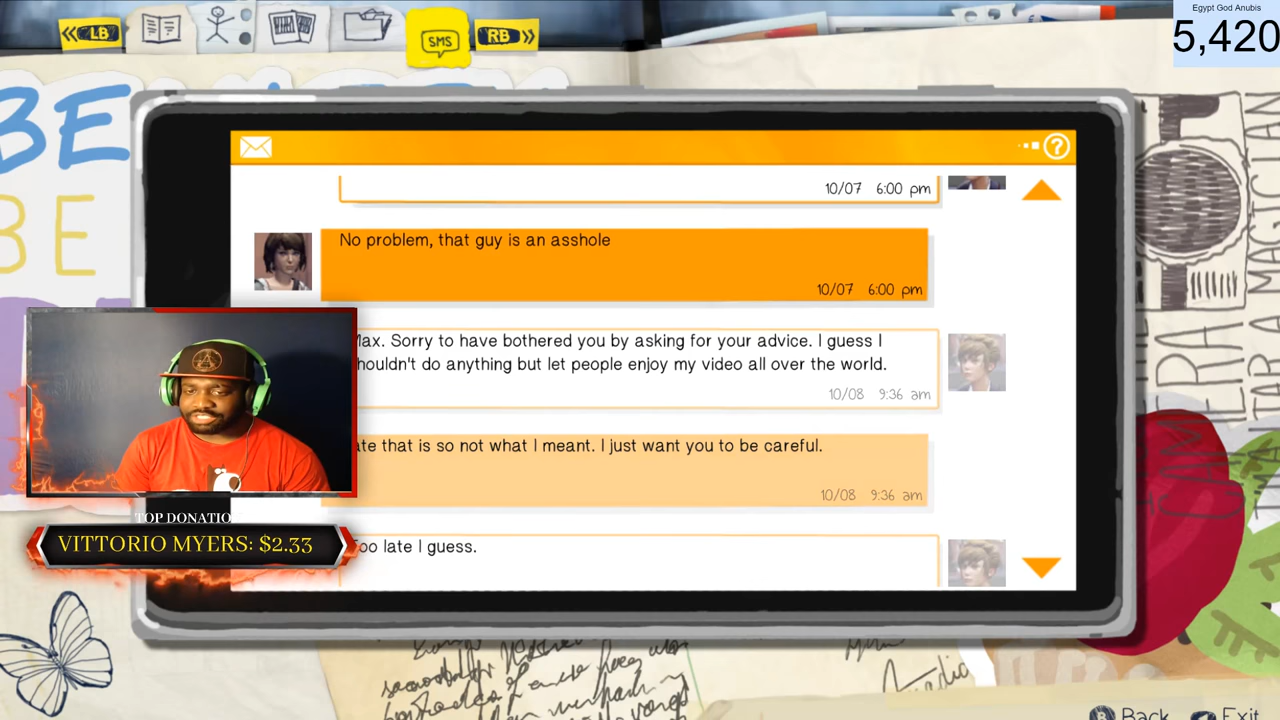 Egypt God Anubis
5,420
LB
SMS
RB
BE
BE
?
10/07 6:00 pm
No problem, that guy is an asshole
10/07 6:00 pm
Max. Sorry to have bothered you by asking for your advice. I guess I
houldn't do anything but let people enjoy my video all over the world.
10/08 9:36 am
ate that is so not what I meant. I just want you to be careful.
10/08 9:36 am
Too late I guess.
TOP DONATIO
VITTORIO MYERS: $2.33
B Back
Exit